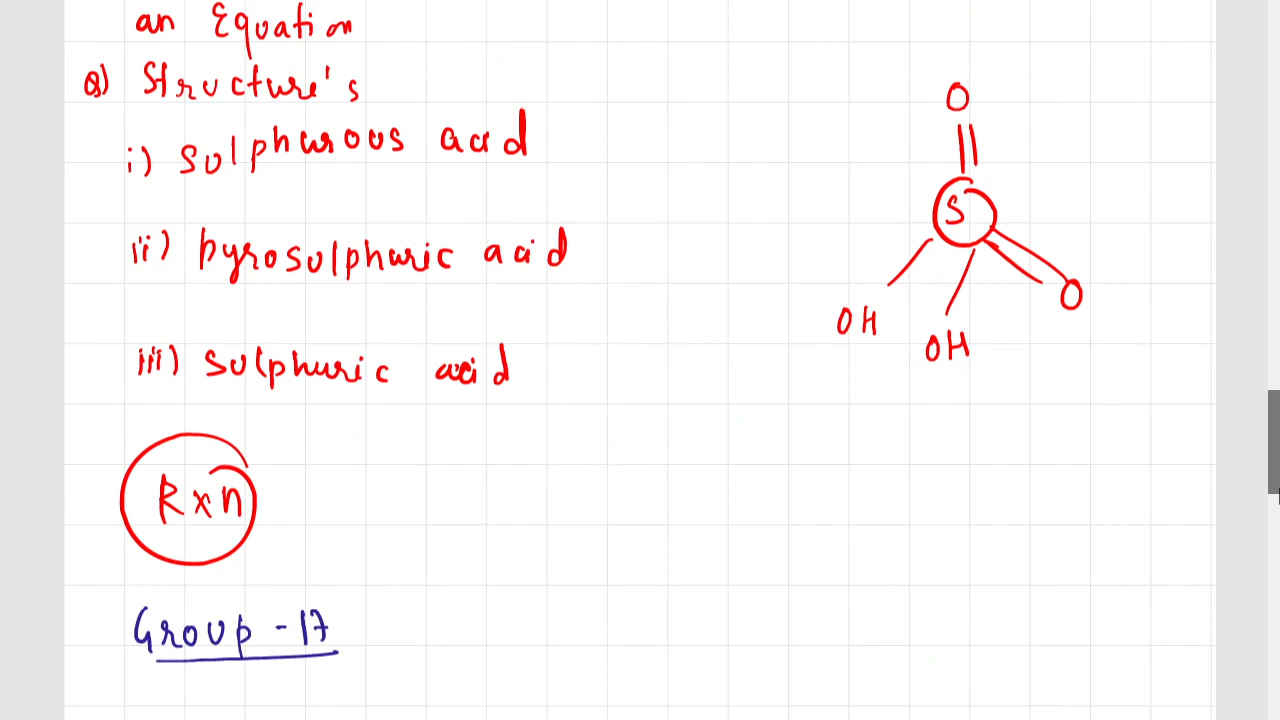 an Equation
Q) Structure's
i) sulphurous acid
ii) pyrosulphuric acid
iii) sulphuric acid
Rxn
Group - 17
O
S
O
OH
OH